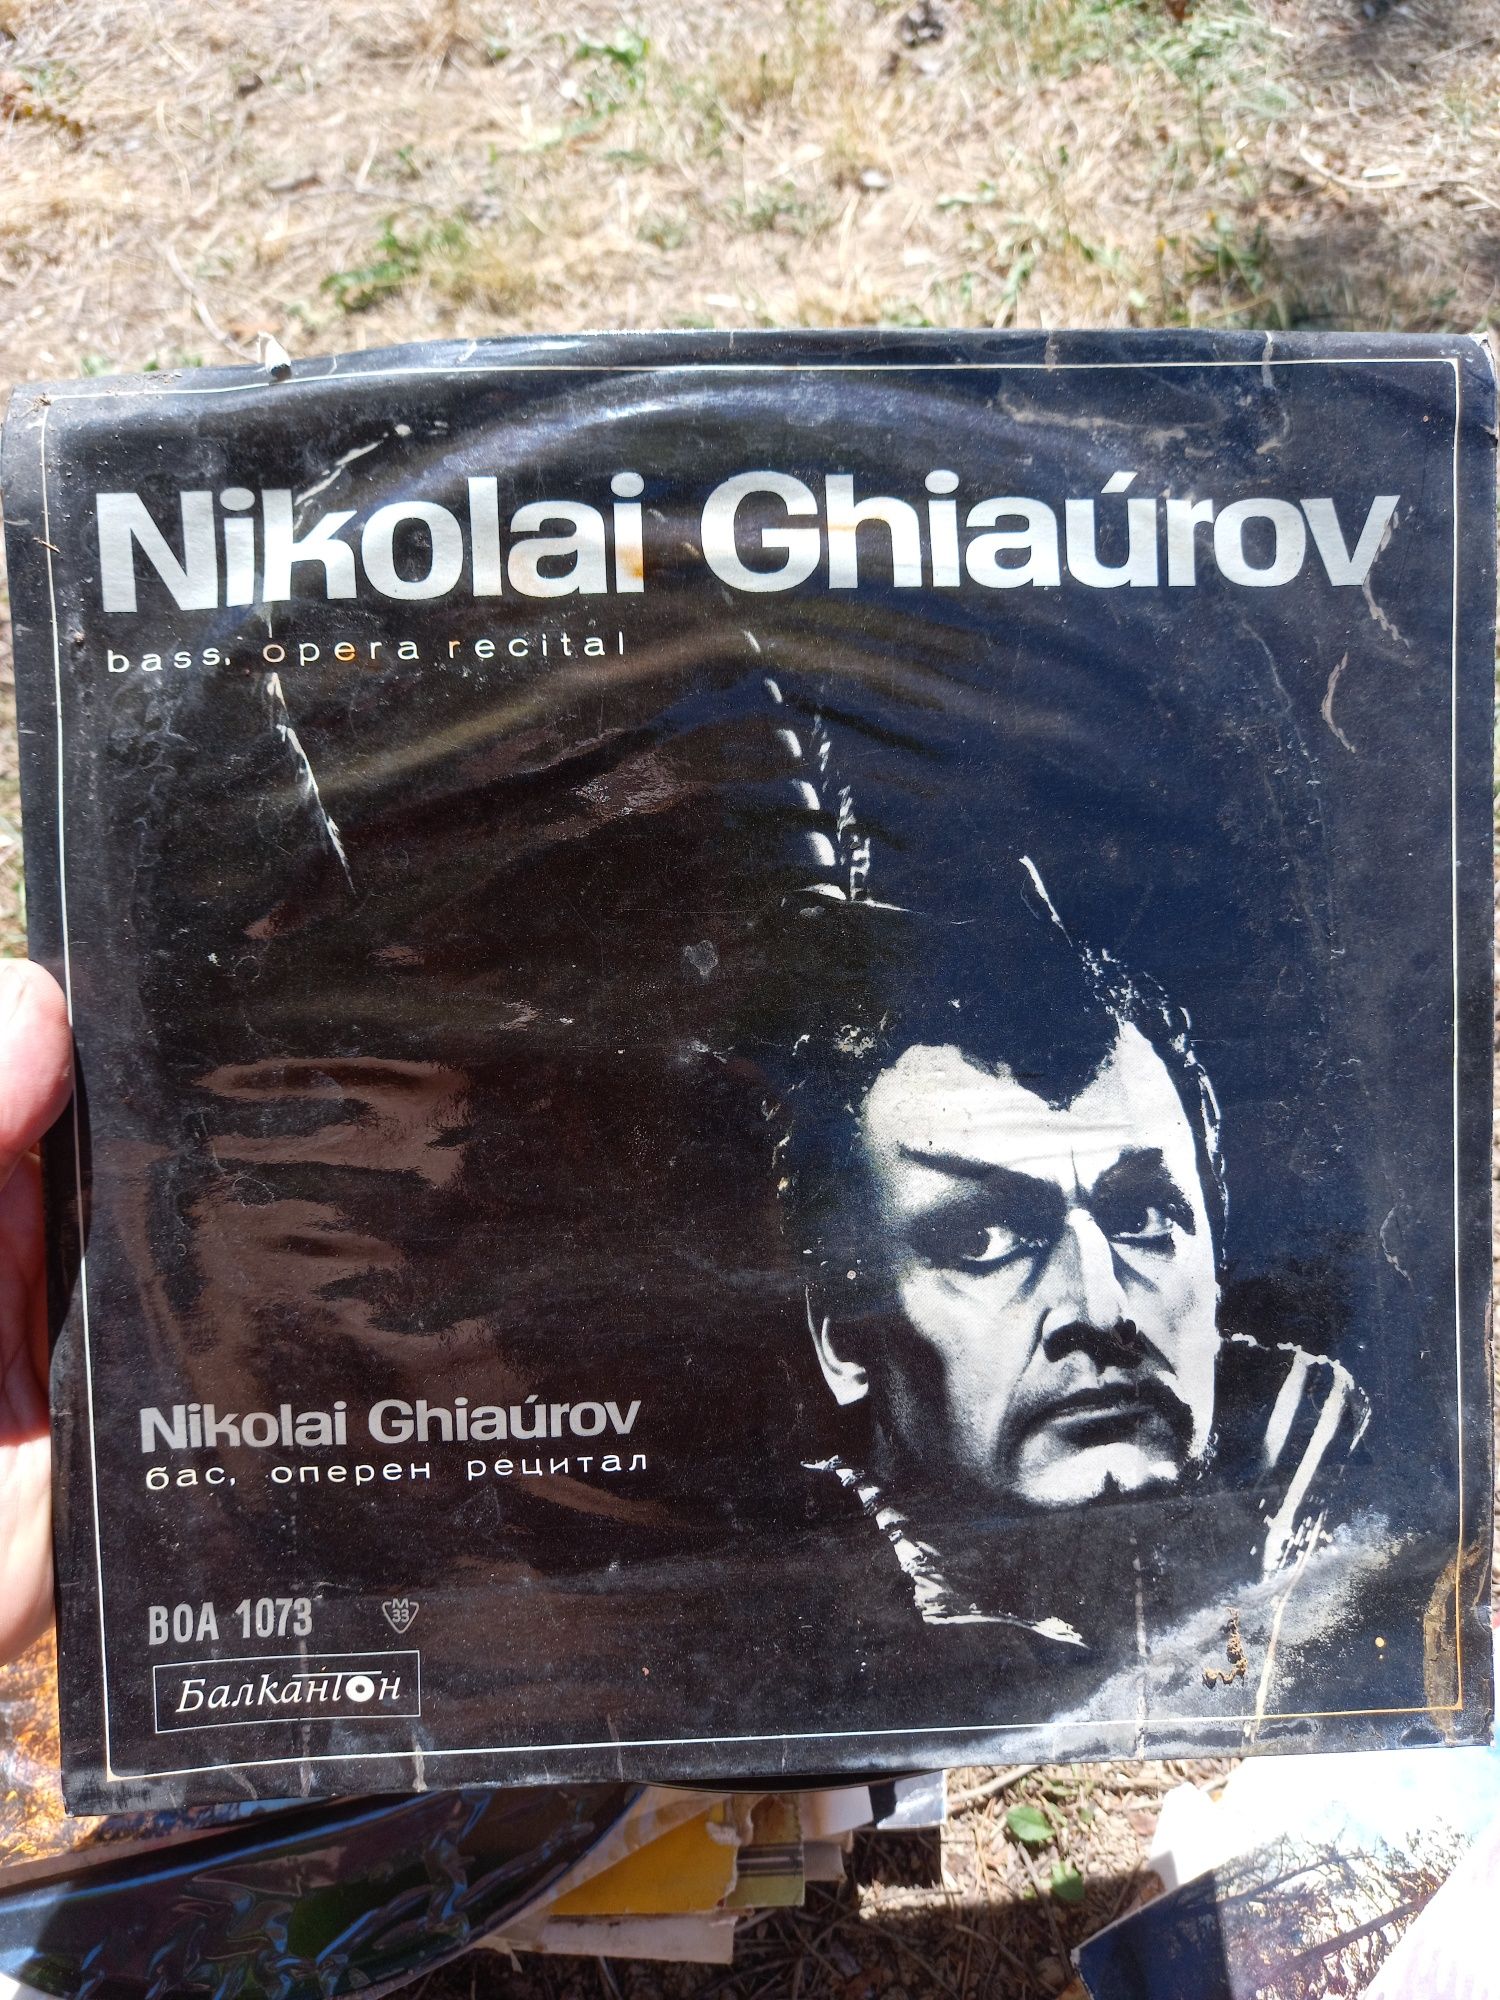 Nikolai Ghiaúrov
bass, opera recital
Nikolai Ghiaúrov
бас, оперен рецитал
ВОА 1073
М
33
Балкантон